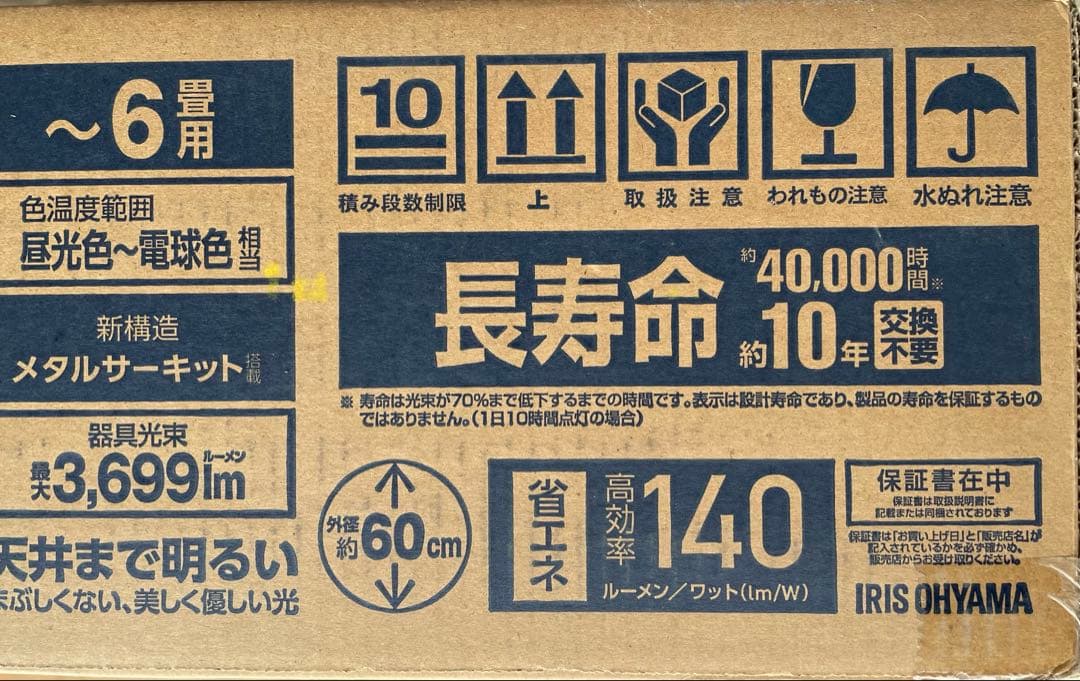 ～6畳用
色温度範囲
昼光色～電球色相当
新構造
メタルサーキット搭載
器具光束
ルーメン
最大3,699lm
天井まで明るい
まぶしくない、美しく優しい光
10
積み段数制限
上
取扱注意
われもの注意
水ぬれ注意
長寿命
約40,000時間※
約10年交換不要
※ 寿命は光束が70%まで低下するまでの時間です。表示は設計寿命であり、製品の寿命を保証するもの
ではありません。(1日10時間点灯の場合)
外径約60cm
省エネ
高効率140
ルーメン／ワット(lm/W)
保証書在中
保証書は取扱説明書に
記載または同梱されております
保証書は「お買い上げ日」と「販売店名」が
記入されているかを必ず確かめ、
販売店からお受け取りください。
IRIS OHYAMA